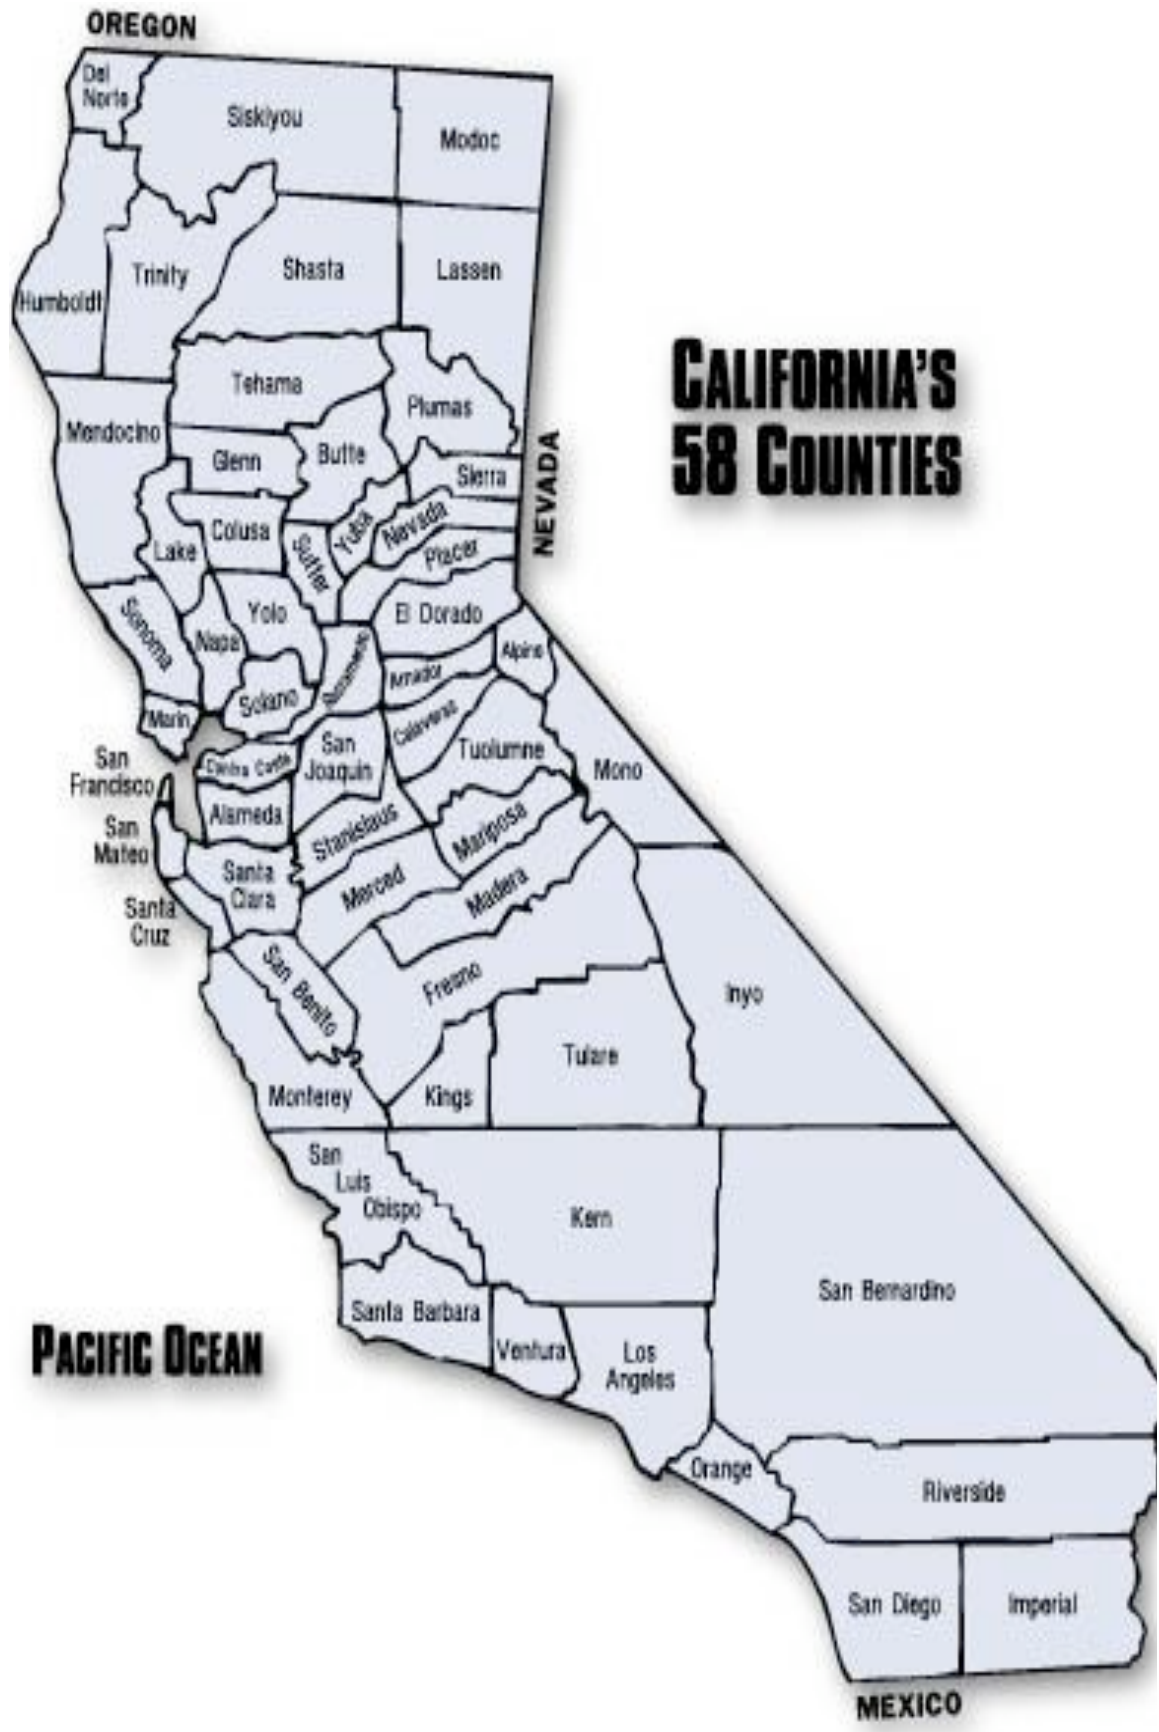 OREGON
Del
Norte
Siskiyou
Modoc
Humboldt
Trinity
Shasta
Lassen
CALIFORNIA'S
58 COUNTIES
Tehama
Plumas
Mendocino
Glenn
Butte
Sierra
NEVADA
Colusa
Yuba
Nevada
Lake
Sutter
Placer
Sonoma
Napa
Yolo
El Dorado
Alpine
Sacramento
Amador
Solano
Marin
Calaveras
San
Francisco
Contra Costa
San
Joaquin
Tuolumne
Mono
San
Mateo
Alameda
Stanislaus
Mariposa
Santa
Clara
Merced
Madera
Santa
Cruz
San Benito
Fresno
Inyo
Monterey
Kings
Tulare
San
Luis
Obispo
Kern
San Bernardino
PACIFIC OCEAN
Santa Barbara
Ventura
Los
Angeles
Orange
Riverside
San Diego
Imperial
MEXICO